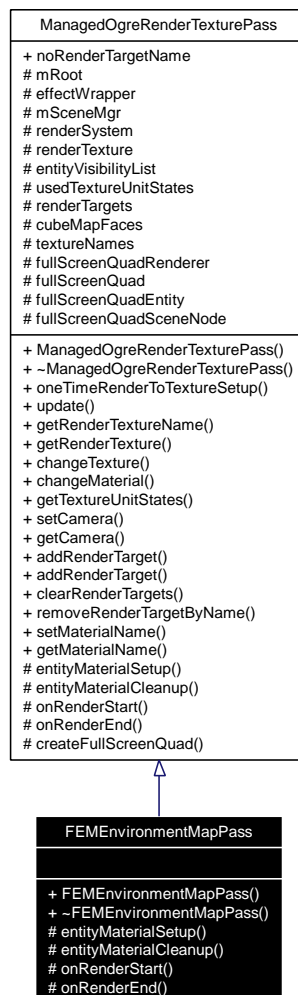 ManagedOgreRenderTexturePass
+ noRenderTargetName
# mRoot
# effectWrapper
# mSceneMgr
# renderSystem
# renderTexture
# entityVisibilityList
# usedTextureUnitStates
# renderTargets
# cubeMapFaces
# textureNames
# fullScreenQuadRenderer
# fullScreenQuad
# fullScreenQuadEntity
# fullScreenQuadSceneNode
+ ManagedOgreRenderTexturePass()
+ ~ManagedOgreRenderTexturePass()
+ oneTimeRenderToTextureSetup()
+ update()
+ getRenderTextureName()
+ getRenderTexture()
+ changeTexture()
+ changeMaterial()
+ getTextureUnitStates()
+ setCamera()
+ getCamera()
+ addRenderTarget()
+ addRenderTarget()
+ clearRenderTargets()
+ removeRenderTargetByName()
+ setMaterialName()
+ getMaterialName()
# entityMaterialSetup()
# entityMaterialCleanup()
# onRenderStart()
# onRenderEnd()
# createFullScreenQuad()
FEMEnvironmentMapPass
+ FEMEnvironmentMapPass()
+ ~FEMEnvironmentMapPass()
# entityMaterialSetup()
# entityMaterialCleanup()
# onRenderStart()
# onRenderEnd()